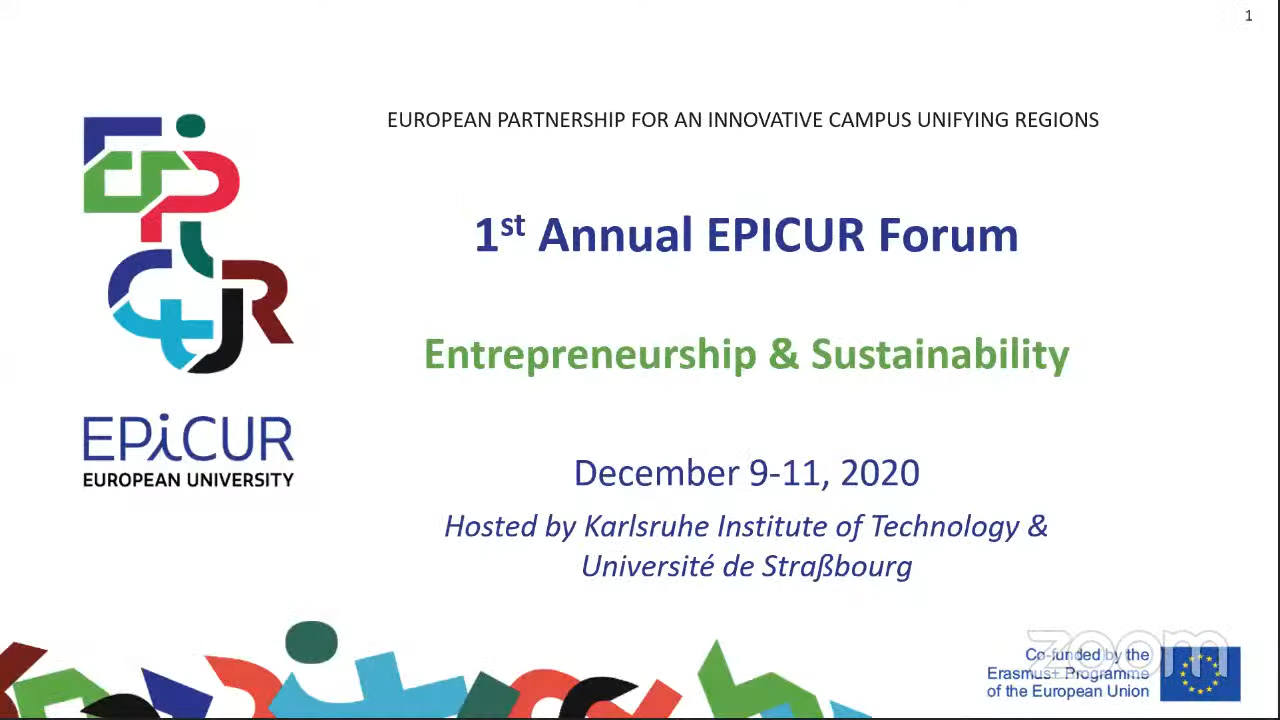 1
EUROPEAN PARTNERSHIP FOR AN INNOVATIVE CAMPUS UNIFYING REGIONS
EPiCUR
1st Annual EPICUR Forum
Entrepreneurship & Sustainability
EPiCUR
EUROPEAN UNIVERSITY
December 9-11, 2020
Hosted by Karlsruhe Institute of Technology &
Université de Straßbourg
zoom
Co-funded by the
Erasmus+ Programme
of the European Union